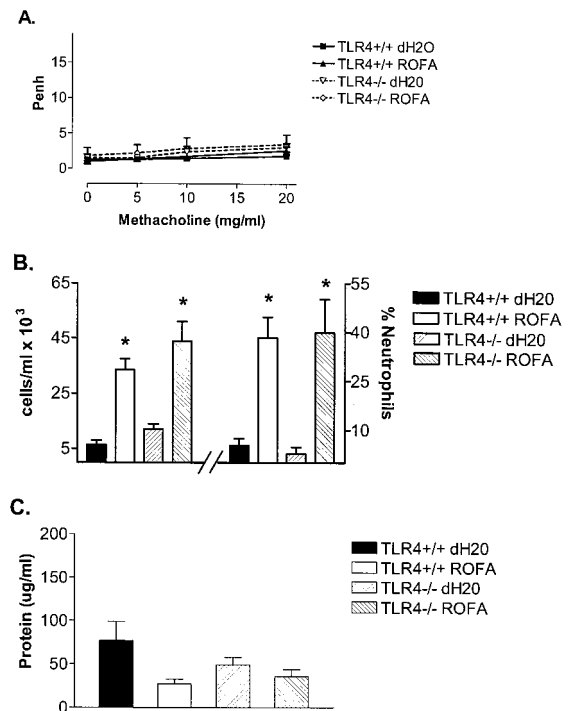 A.
TLR4+/+ dH2O
TLR4+/+ ROFA
TLR4-/- dH20
TLR4-/- ROFA
Penh
15
10
5
0
0 5 10 15 20
Methacholine (mg/ml)
B.
65
45
25
5
cells/ml x 10³
* * * *
55
40
25
10
% Neutrophils
TLR4+/+ dH20
TLR4+/+ ROFA
TLR4-/- dH20
TLR4-/- ROFA
C.
200
150
100
50
0
Protein (ug/ml)
TLR4+/+ dH20
TLR4+/+ ROFA
TLR4-/- dH20
TLR4-/- ROFA